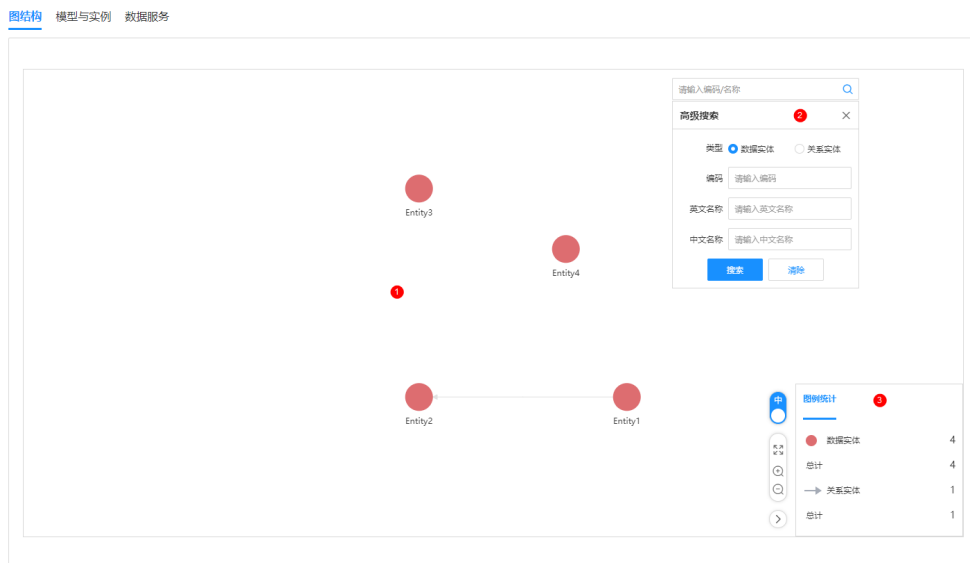 图结构 模型与实例 数据服务
请输入编码/名称
高级搜索 2
类型 数据实体 关系实体
编码 请输入编码
英文名称 请输入英文名称
中文名称 请输入中文名称
搜索 清除
Entity3
Entity4
1
Entity2
Entity1
中
图例统计 3
数据实体 4
总计 4
关系实体 1
总计 1